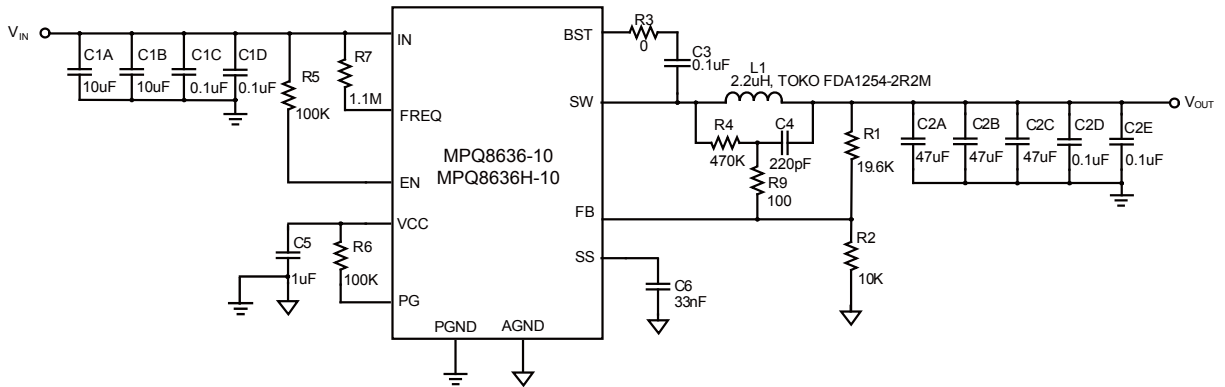 V_IN
C1A
10uF
C1B
10uF
C1C
0.1uF
C1D
0.1uF
R5
100K
R7
1.1M
IN
FREQ
EN
VCC
PG
PGND
AGND
BST
SW
FB
SS
MPQ8636-10
MPQ8636H-10
C5
1uF
R6
100K
R3
0
C3
0.1uF
L1
2.2uH, TOKO FDA1254-2R2M
R4
470K
C4
220pF
R9
100
R1
19.6K
R2
10K
C6
33nF
C2A
47uF
C2B
47uF
C2C
47uF
C2D
0.1uF
C2E
0.1uF
V_OUT